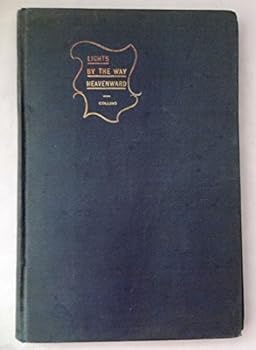 LIGHTS
BY THE WAY
HEAVENWARD
COLLINS